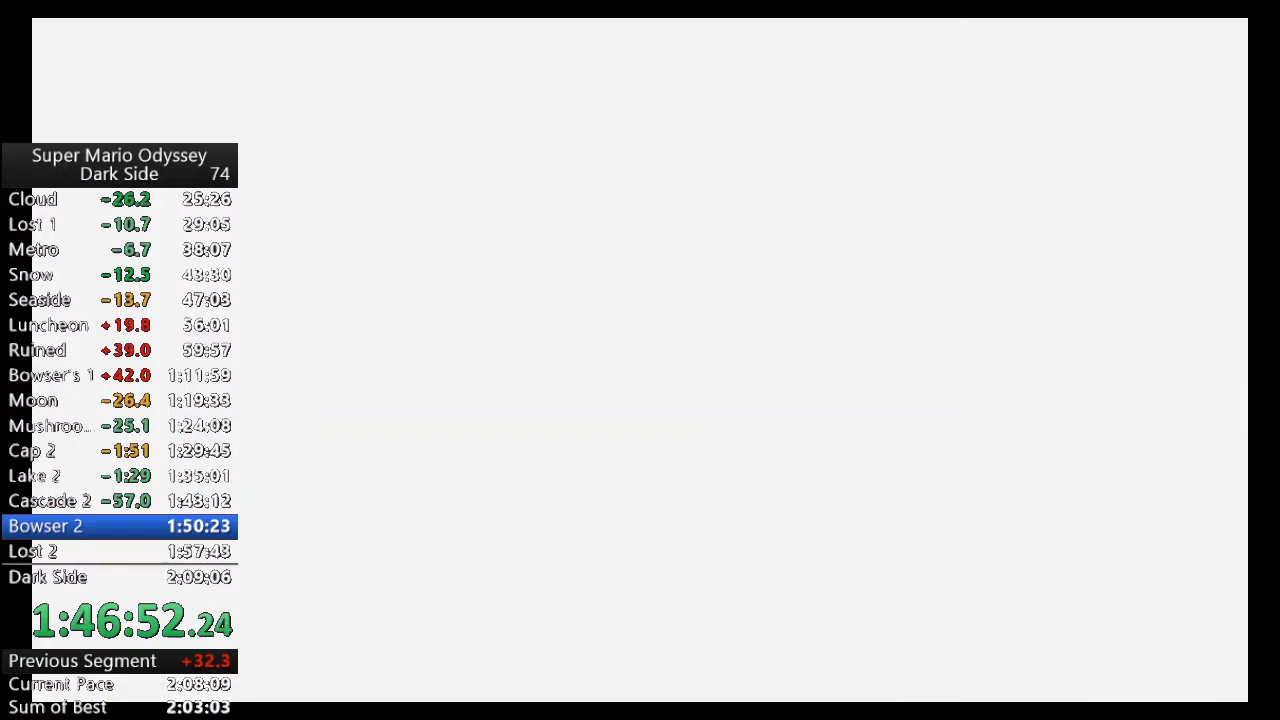 Super Mario Odyssey
Dark Side 74
Cloud -26.2 25:26
Lost 1 -10.7 29:05
Metro -6.7 38:07
Snow -12.5 43:30
Seaside -13.7 47:03
Luncheon +19.8 56:01
Ruined +39.0 59:57
Bowser's 1 +42.0 1:11:59
Moon -26.4 1:19:33
Mushroo... -25.1 1:24:08
Cap 2 -1:51 1:29:45
Lake 2 -1:29 1:35:01
Cascade 2 -57.0 1:43:12
Bowser 2 1:50:23
Lost 2 1:57:43
Dark Side 2:09:06
1:46:52.24
Previous Segment +32.3
Current Pace 2:08:09
Sum of Best 2:03:03